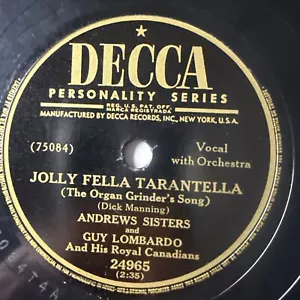 DECCA
PERSONALITY SERIES
REG. U.S. PAT. OFF.
MARCA REGISTRADA
MANUFACTURED BY DECCA RECORDS, INC., NEW YORK, U.S.A.
(75084)
Vocal
with Orchestra
JOLLY FELLA TARANTELLA
(The Organ Grinder's Song)
(Dick Manning)
ANDREWS SISTERS
and
GUY LOMBARDO
And His Royal Canadians
24965
(2:35)